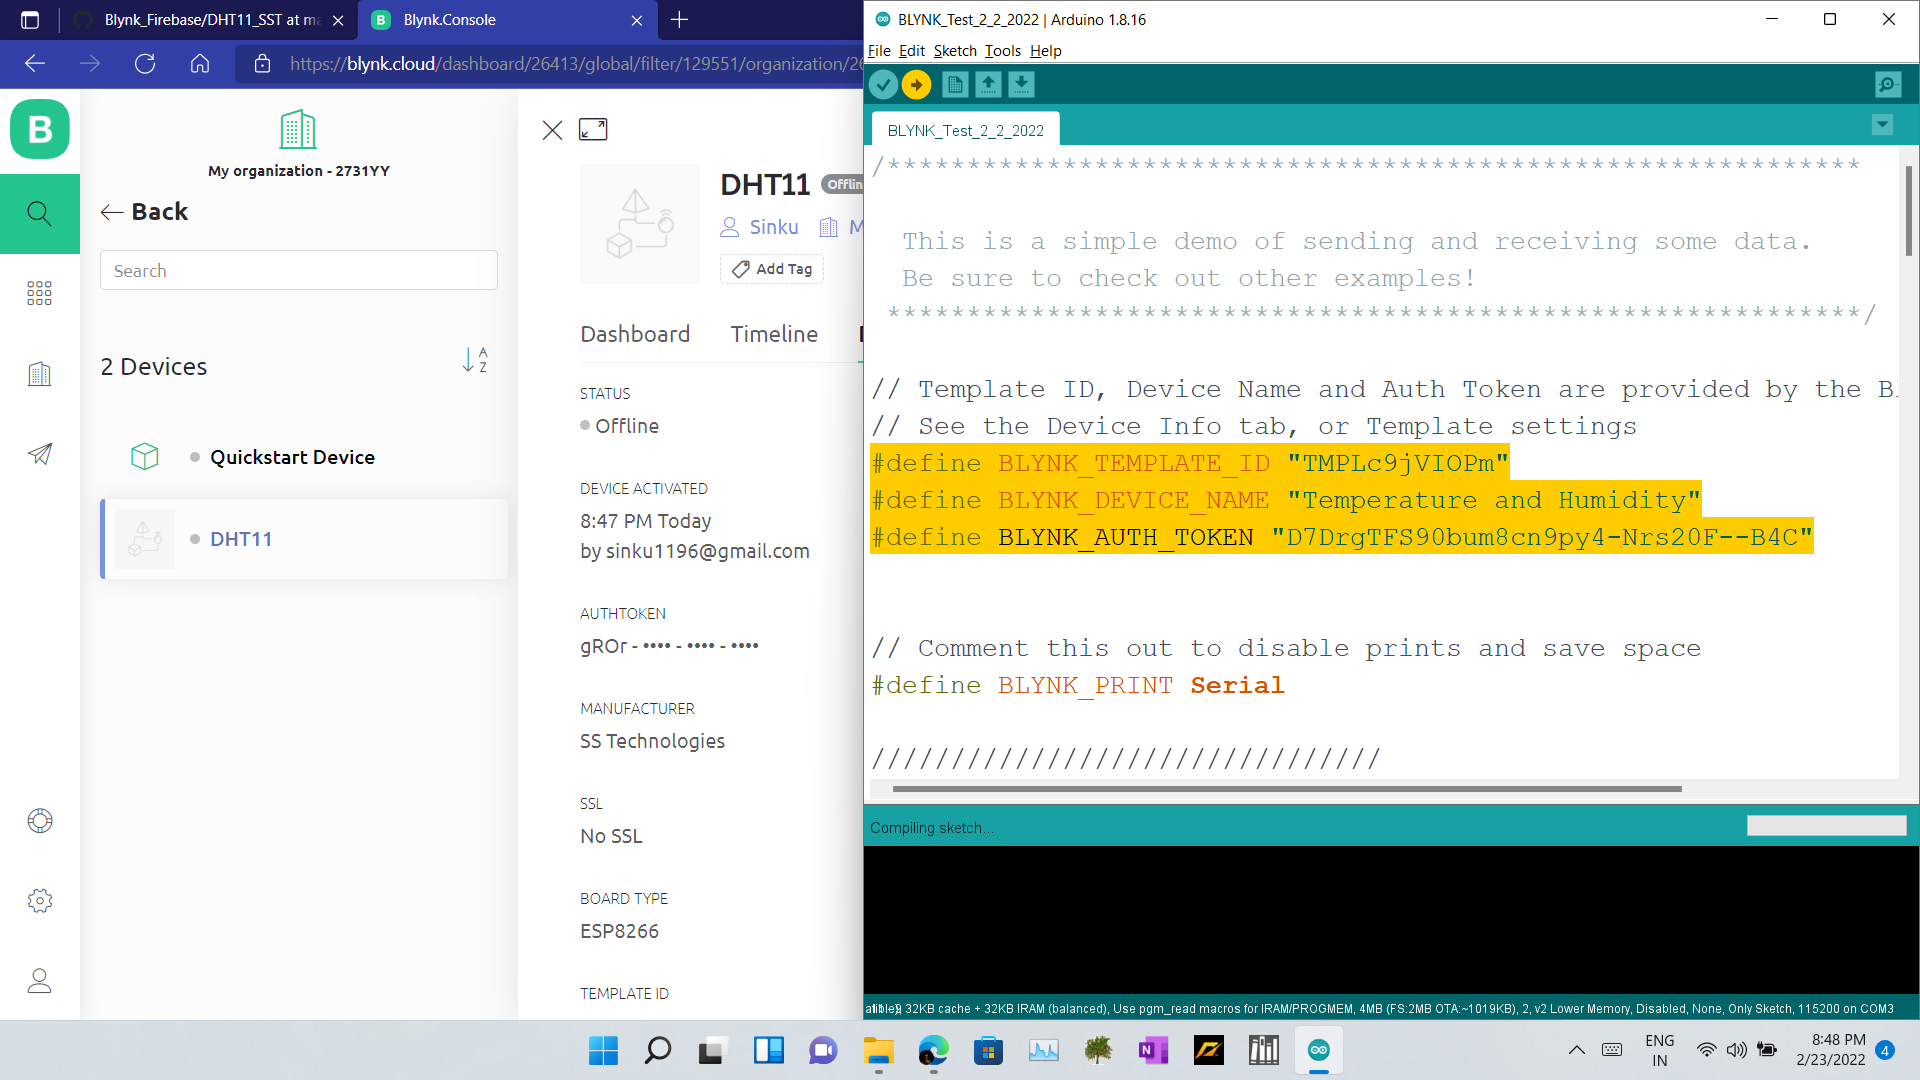 Blynk_Firebase/DHT11_SST at ma
Blynk.Console
https://blynk.cloud/dashboard/26413/global/filter/129551/organization/26
B
My organization - 2731YY
Back
Search
2 Devices
A
Z
Quickstart Device
DHT11
DHT11
Offlin
Sinku
M
Add Tag
Dashboard
Timeline
STATUS
Offline
DEVICE ACTIVATED
8:47 PM Today
by sinku1196@gmail.com
AUTHTOKEN
gROr - •••• - •••• - ••••
MANUFACTURER
SS Technologies
SSL
No SSL
BOARD TYPE
ESP8266
TEMPLATE ID
BLYNK_Test_2_2_2022 | Arduino 1.8.16
File Edit Sketch Tools Help
BLYNK_Test_2_2_2022
/*************************************************************
This is a simple demo of sending and receiving some data.
Be sure to check out other examples!
*************************************************************/
// Template ID, Device Name and Auth Token are provided by the Bl
// See the Device Info tab, or Template settings
#define BLYNK_TEMPLATE_ID "TMPLc9jVIOPm"
#define BLYNK_DEVICE_NAME "Temperature and Humidity"
#define BLYNK_AUTH_TOKEN "D7DrgTFS90bum8cn9py4-Nrs20F--B4C"
// Comment this out to disable prints and save space
#define BLYNK_PRINT Serial
////////////////////////////////
Compiling sketch...
32KB cache + 32KB IRAM (balanced), Use pgm_read macros for IRAM/PROGMEM, 4MB (FS:2MB OTA:~1019KB), 2, v2 Lower Memory, Disabled, None, Only Sketch, 115200 on COM3
ENG
IN
8:48 PM
2/23/2022
4